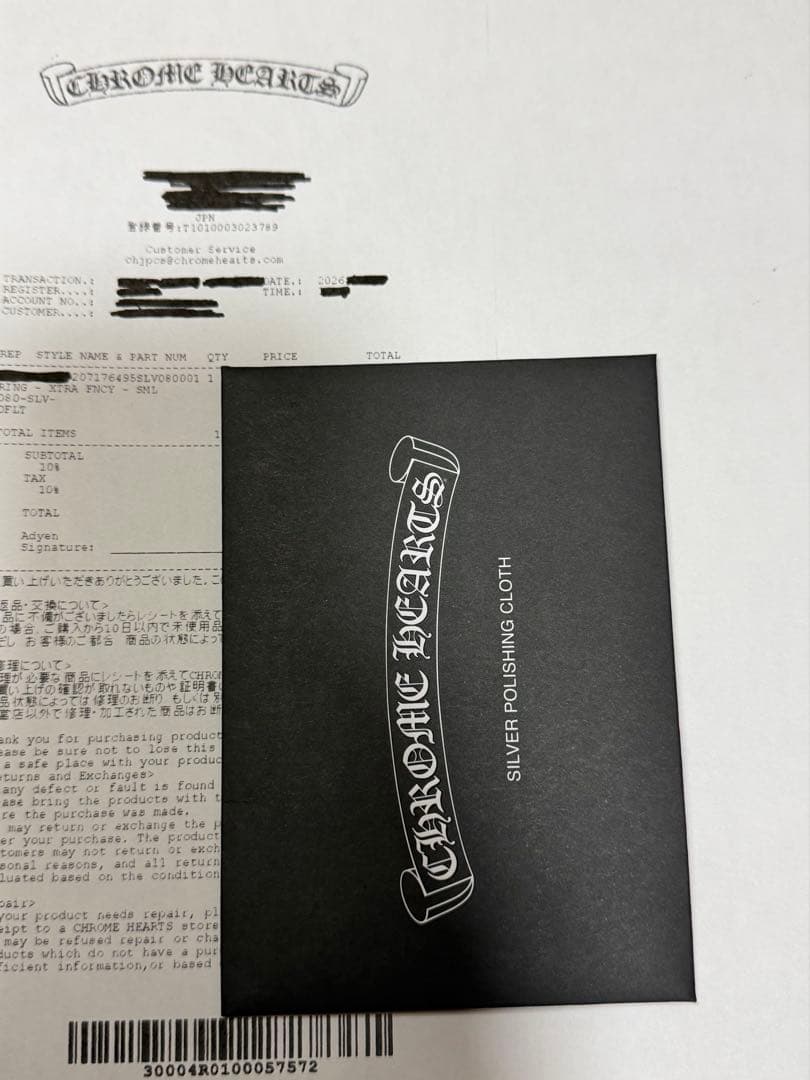 CHROME HEARTS
JPN
登録番号:T1010003023789
Customer Service
chjpcs@chromehearts.com
TRANSACTION.: DATE.: 2026
REGISTER....: TIME.:
ACCOUNT NO..:
CUSTOMER....:
REP STYLE NAME & PART NUM QTY PRICE TOTAL
207176495SLV080001 1
RING - XTRA FNCY - SML
080-SLV-
DFLT
TOTAL ITEMS 1
SUBTOTAL
10%
TAX
10%
TOTAL
Adyen
Signature:
買い上げいただきありがとうございました。こ
返品・交換について>
品に不備がございましたらレシートを添えて
の場合、ご購入から10日以内で未使用品
だし お客様のご都合 商品の状態によっ
修理について>
理が必要な商品にレシートを添えてCHRO
買い上げの確認が取れないものや証明書
品状態によっては修理のお断り もしくは別
営店以外で修理・加工された商品はお断
ank you for purchasing product
ease be sure not to lose this
a safe place with your produc
eturns and Exchanges>
any defect or fault is found
ase bring the products with t
re the purchase was made.
may return or exchange the p
er your purchase. The product
tomers may not return or exch
sonal reasons, and all return
luated based on the condition
pair>
your product needs repair, pl
eipt to a CHROME HEARTS store
may be refused repair or cha
ducts which do not have a pur
ficient information,or based
30004R0100057572
CHROME HEARTS
SILVER POLISHING CLOTH